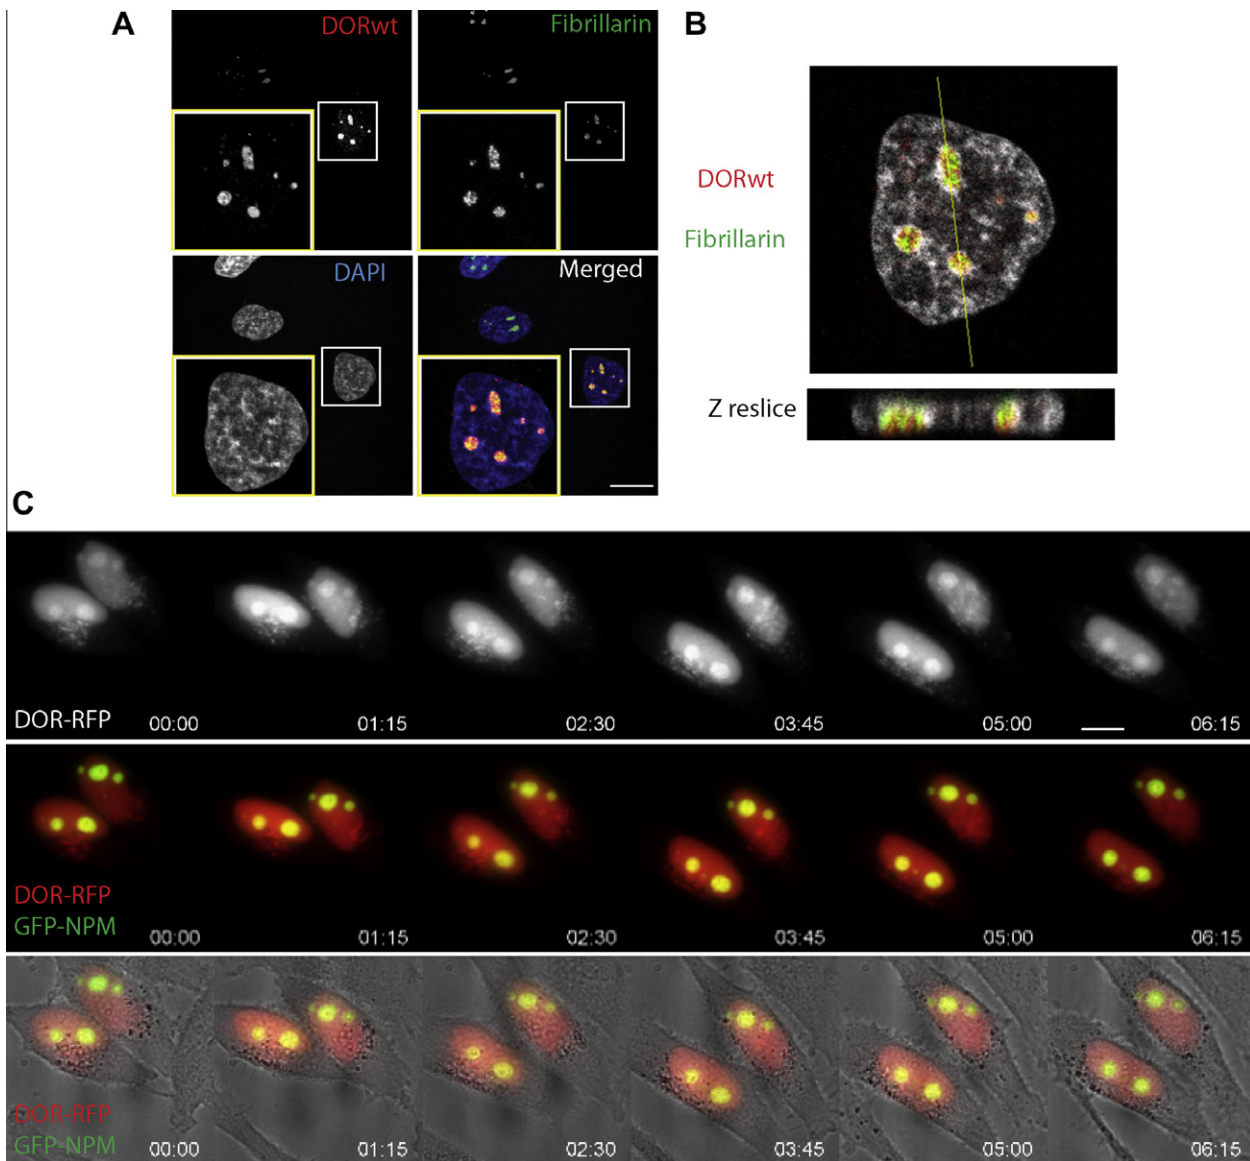 A
DORwt
Fibrillarin
DAPI
Merged
B
DORwt
Fibrillarin
Z reslice
C
DOR-RFP
00:00 01:15 02:30 03:45 05:00 06:15
DOR-RFP
GFP-NPM
00:00 01:15 02:30 03:45 05:00 06:15
DOR-RFP
GFP-NPM
00:00 01:15 02:30 03:45 05:00 06:15